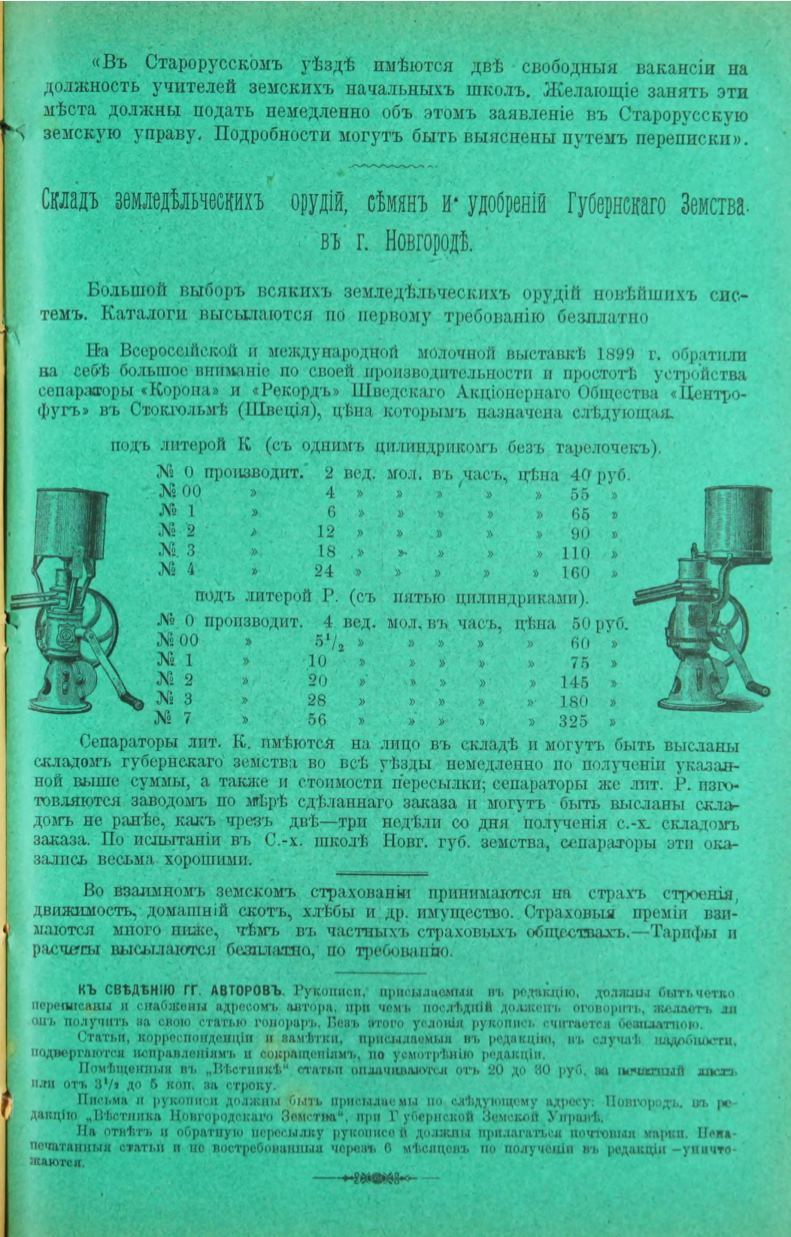 «Въ Старорусскомъ уѣздѣ имѣются двѣ свободныя вакансіи на
должность учителей земскихъ начальныхъ школъ. Желающіе занять эти
мѣста должны подать немедленно объ этомъ заявленіе въ Старорусскую
земскую управу. Подробности могутъ быть выяснены путемъ переписки».
Складъ земледѣльческихъ орудій, сѣмянъ и удобреній Губернскаго Земства
въ г. Новгородѣ.
Большой выборъ всякихъ земледѣльческихъ орудій новѣйшихъ сис-
темъ. Каталоги высылаются по первому требованію безплатно
На Всероссійской и международной молочной выставкѣ 1899 г. обратили
на себѣ большое вниманіе по своей производительности и простотѣ устройства
сепараторы «Корона» и «Рекордъ» Шведскаго Акціонернаго Общества «Центро-
фугъ» въ Стокгольмѣ (Швеція), цѣна которымъ назначена слѣдующая.
подъ литерой К (съ однимъ цилиндрикомъ безъ тарелочекъ).
№ 0 производит. 2 вед. мол. въ часъ, цѣна 40 руб.
№ 00 » 4 » » » » » 55 »
№ 1 » 6 » » » » » 65 »
№ 2 » 12 » » » » » 90 »
№ 3 » 18 » » » » » 110 »
№ 4 » 24 » » » » » 160 »
подъ литерой Р. (съ пятью цилиндриками).
№ 0 производит. 4 вед. мол. въ часъ, цѣна 50 руб.
№ 00 » 5½ » » » » » 60 »
№ 1 » 10 » » » » » 75 »
№ 2 » 20 » » » » » 145 »
№ 3 » 28 » » » » » 180 »
№ 7 » 56 » » » » » 325 »
Сепараторы лит. К. имѣются на лицо въ складѣ и могутъ быть высланы
складомъ губернскаго земства во всѣ уѣзды немедленно по полученіи указан-
ной выше суммы, а также и стоимости пересылки; сепараторы же лит. Р. изго-
товляются заводомъ по мѣрѣ сдѣланнаго заказа и могутъ быть высланы скла-
домъ не ранѣе, какъ чрезъ двѣ—три недѣли со дня полученія с.-х. складомъ
заказа. По испытаніи въ С.-х. школѣ Новг. губ. земства, сепараторы эти ока-
зались весьма хорошими.
Во взаимномъ земскомъ страхованіи принимаются на страхъ строенія,
движимость, домашній скотъ, хлѣбы и др. имущество. Страховыя преміи взи-
маются много ниже, чѣмъ въ частныхъ страховыхъ обществахъ.—Тарифы и
расчеты высылаются безплатно, по требованію.
КЪ СВѢДѢНІЮ ГГ. АВТОРОВЪ. Рукописи, присылаемыя въ редакцію, должны быть четко
переписаны и снабжены адресомъ автора, при чемъ послѣдній долженъ оговорить, желаетъ ли
онъ получить за свою статью гонораръ. Безъ этого условія рукопись считается безплатною.
Статьи, корреспонденціи и замѣтки, присылаемыя въ редакцію, въ случаѣ надобности,
подвергаются исправленіямъ и сокращеніямъ, по усмотрѣнію редакціи.
Помѣщенныя въ „Вѣстникѣ“ статьи оплачиваются отъ 20 до 30 руб. за печатный листъ
или отъ 3½ до 5 коп. за строку.
Письма и рукописи должны быть присылаемы по слѣдующему адресу: Новгородъ, въ ре-
дакцію „Вѣстника Новгородскаго Земства“, при Губернской Земской Управѣ.
На отвѣтъ и обратную пересылку рукописей должны прилагаться почтовыя марки. Нена-
печатанныя статьи и не востребованныя черезъ 6 мѣсяцевъ по полученіи въ редакціи—уничто-
жаются.